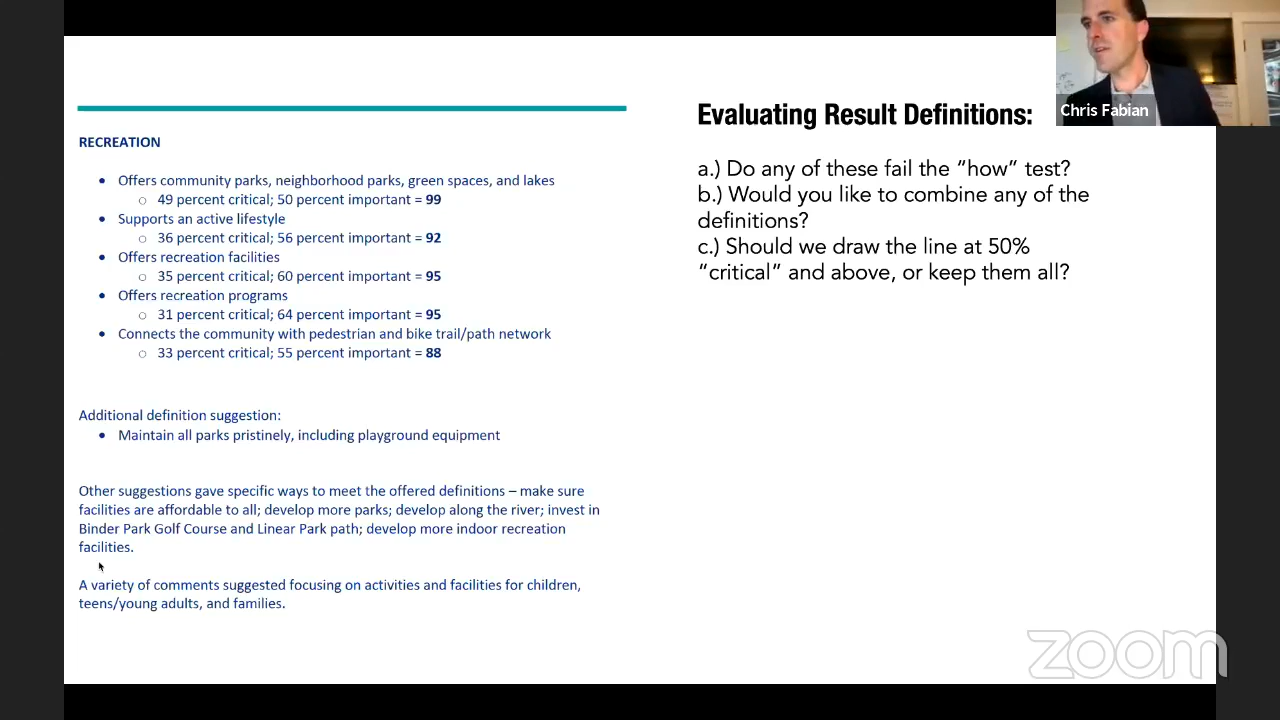 RECREATION
• Offers community parks, neighborhood parks, green spaces, and lakes
○ 49 percent critical; 50 percent important = 99
• Supports an active lifestyle
○ 36 percent critical; 56 percent important = 92
• Offers recreation facilities
○ 35 percent critical; 60 percent important = 95
• Offers recreation programs
○ 31 percent critical; 64 percent important = 95
• Connects the community with pedestrian and bike trail/path network
○ 33 percent critical; 55 percent important = 88
Additional definition suggestion:
• Maintain all parks pristinely, including playground equipment
Other suggestions gave specific ways to meet the offered definitions – make sure
facilities are affordable to all; develop more parks; develop along the river; invest in
Binder Park Golf Course and Linear Park path; develop more indoor recreation
facilities.
A variety of comments suggested focusing on activities and facilities for children,
teens/young adults, and families.
Evaluating Result Definitions:
a.) Do any of these fail the “how” test?
b.) Would you like to combine any of the
definitions?
c.) Should we draw the line at 50%
“critical” and above, or keep them all?
Chris Fabian
zoom